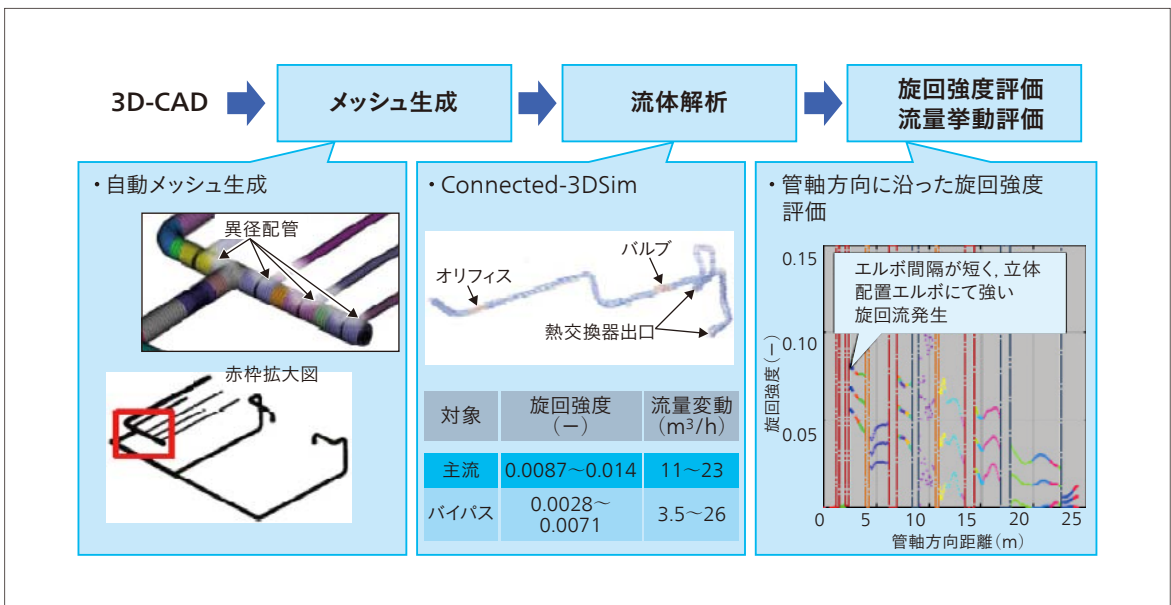 3D-CAD
メッシュ生成
流体解析
旋回強度評価
流量挙動評価
・自動メッシュ生成
異径配管
赤枠拡大図
・Connected-3DSim
バルブ
オリフィス
熱交換器出口
対象
旋回強度
(－)
流量変動
(m³/h)
主流
0.0087～0.014
11～23
バイパス
0.0028～
0.0071
3.5～26
・管軸方向に沿った旋回強度
評価
0.15
エルボ間隔が短く, 立体
配置エルボにて強い
旋回流発生
0.10
旋回強度(－)
0.05
0 5 10 15 20 25
管軸方向距離(m)